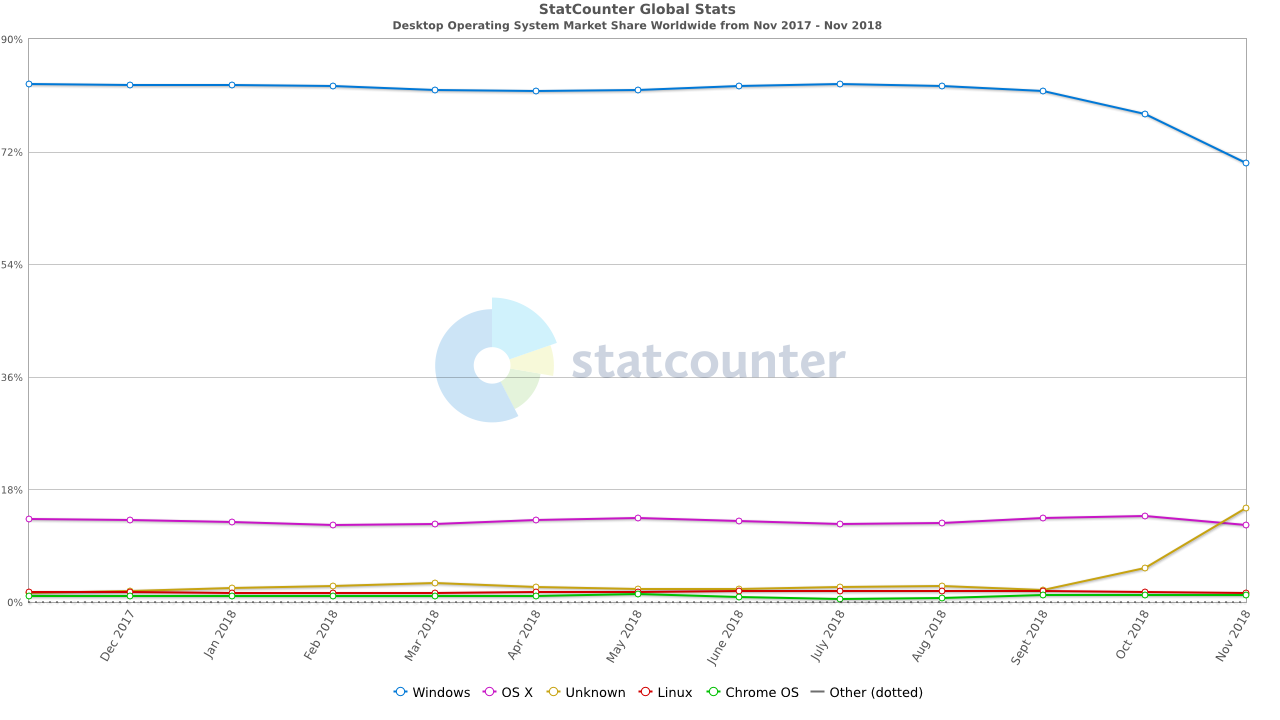 StatCounter Global Stats
Desktop Operating System Market Share Worldwide from Nov 2017 - Nov 2018
90%
72%
54%
36%
18%
0%
statcounter
Dec 2017
Jan 2018
Feb 2018
Mar 2018
Apr 2018
May 2018
June 2018
July 2018
Aug 2018
Sept 2018
Oct 2018
Nov 2018
Windows OS X Unknown Linux Chrome OS Other (dotted)